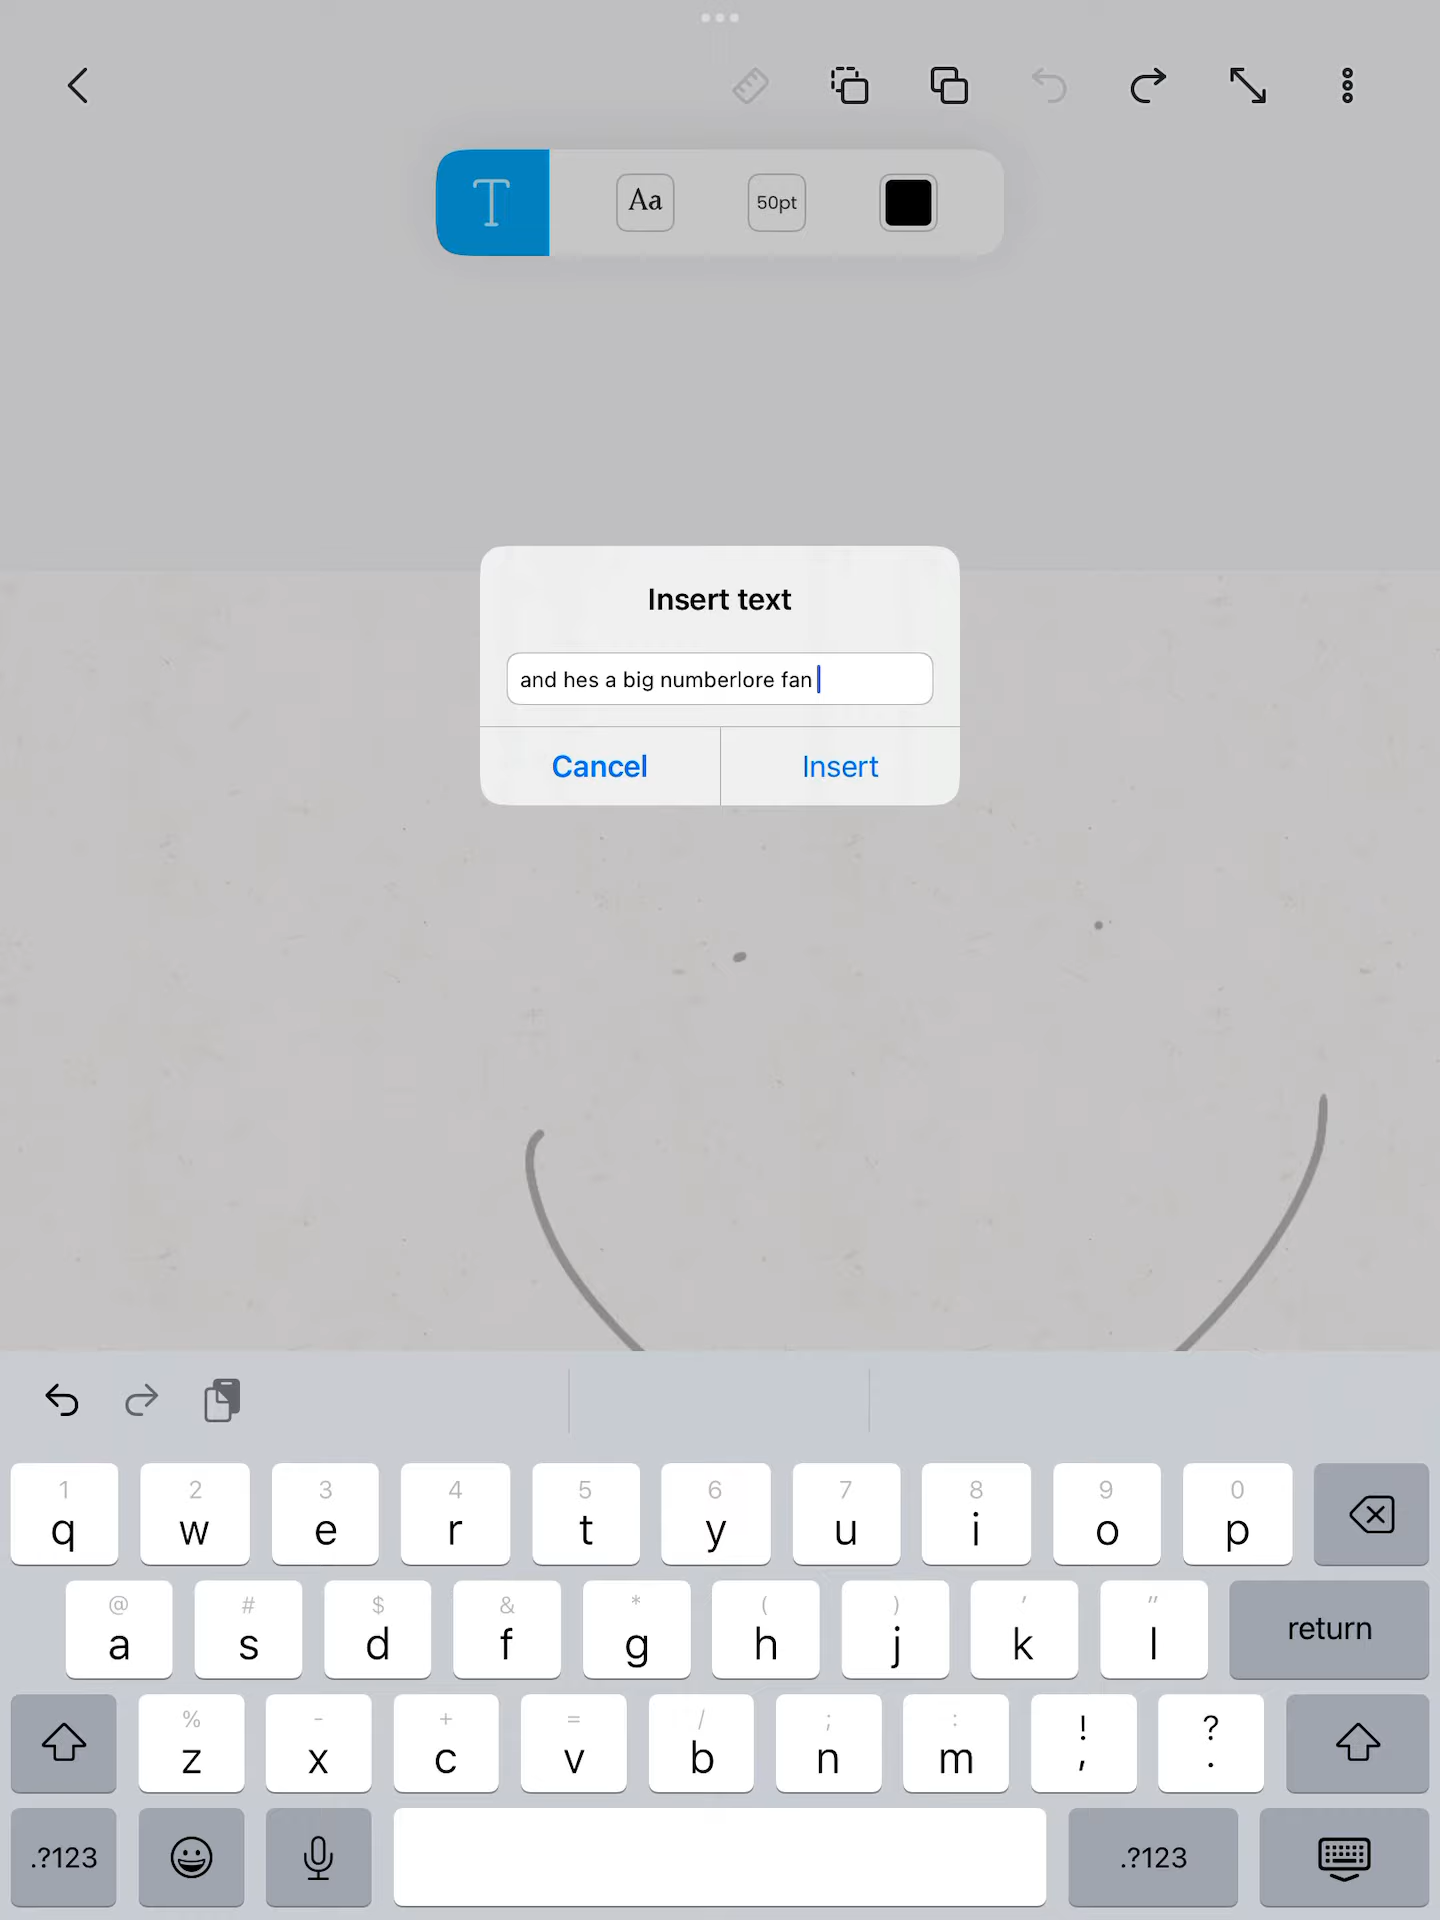 T
Aa
50pt
Insert text
and hes a big numberlore fan
Cancel
Insert
1 2 3 4 5 6 7 8 9 0
q w e r t y u i o p
@ # $ & * ( ) ' "
a s d f g h j k l
return
% - + = / ; : ! ?
z x c v b n m , .
.?123
.?123